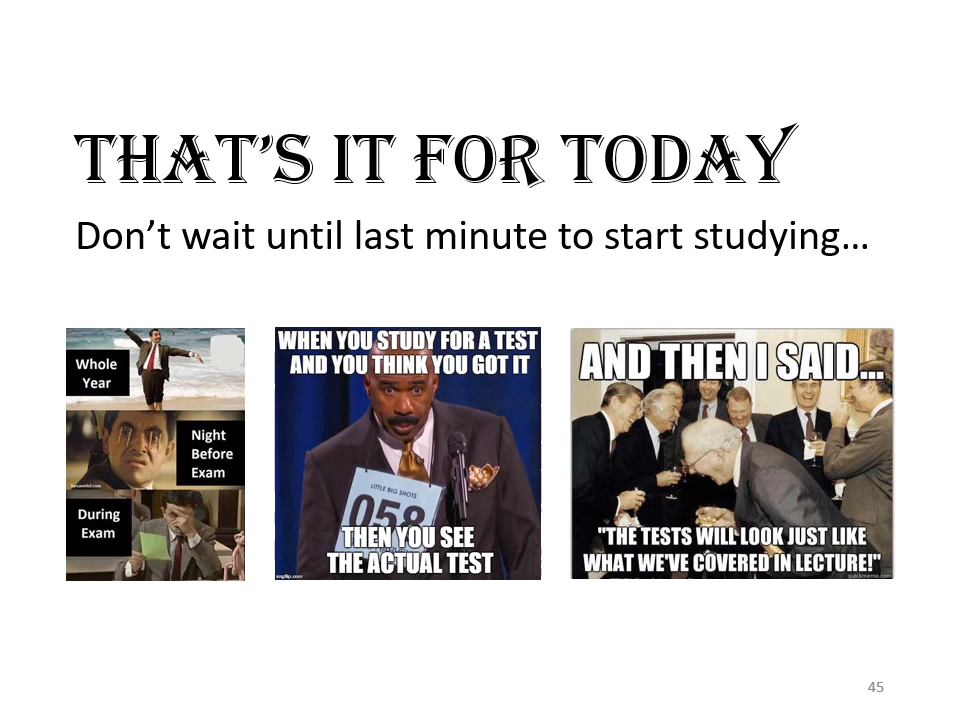 THAT'S IT FOR TODAY
Don't wait until last minute to start studying…
Whole
Year
Night
Before
Exam
During
Exam
WHEN YOU STUDY FOR A TEST
AND YOU THINK YOU GOT IT
LITTLE BIG SHOTS
058
THEN YOU SEE
THE ACTUAL TEST
imgflip.com
AND THEN I SAID...
"THE TESTS WILL LOOK JUST LIKE
WHAT WE'VE COVERED IN LECTURE!"
quickmeme.com
45